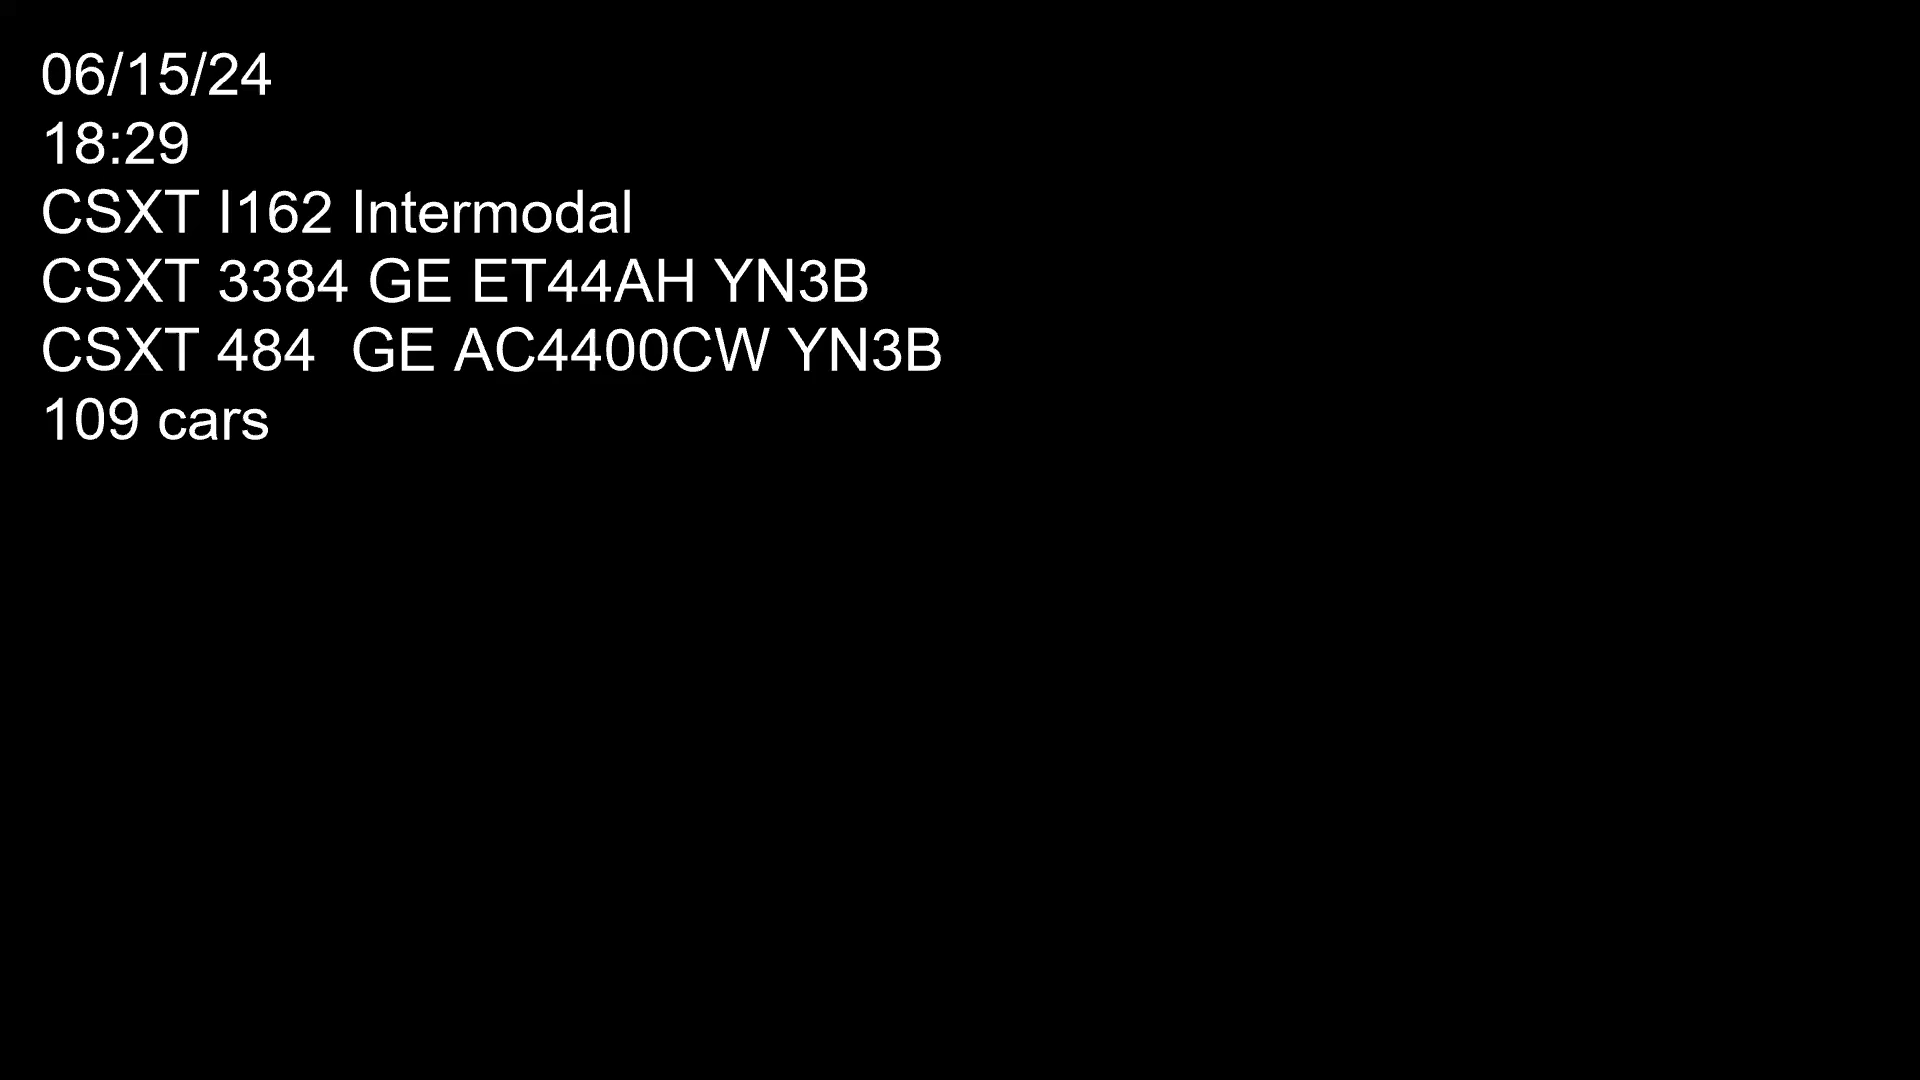 06/15/24
18:29
CSXT I162 Intermodal
CSXT 3384 GE ET44AH YN3B
CSXT 484  GE AC4400CW YN3B
109 cars